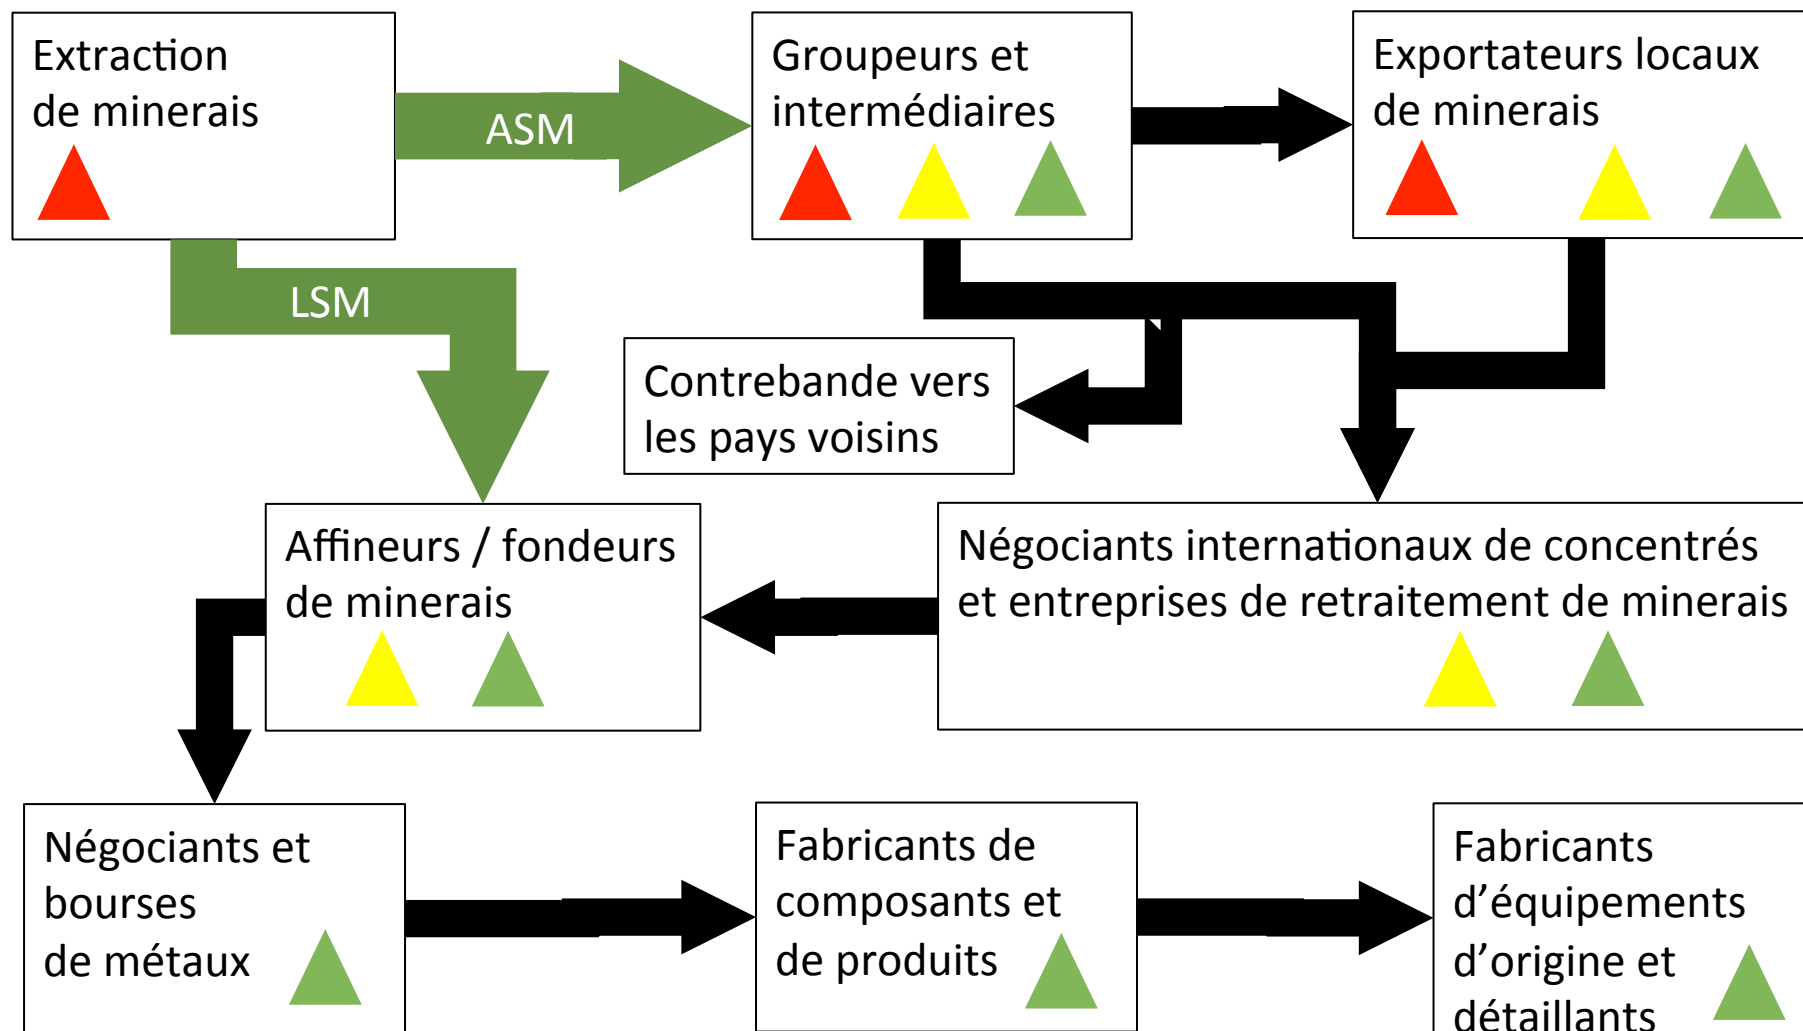 Extraction
de minerais
ASM
Groupeurs et
intermédiaires
Exportateurs locaux
de minerais
LSM
Contrebande vers
les pays voisins
Affineurs / fondeurs
de minerais
Négociants internationaux de concentrés
et entreprises de retraitement de minerais
Négociants et
bourses
de métaux
Fabricants de
composants et
de produits
Fabricants
d’équipements
d’origine et
détaillants